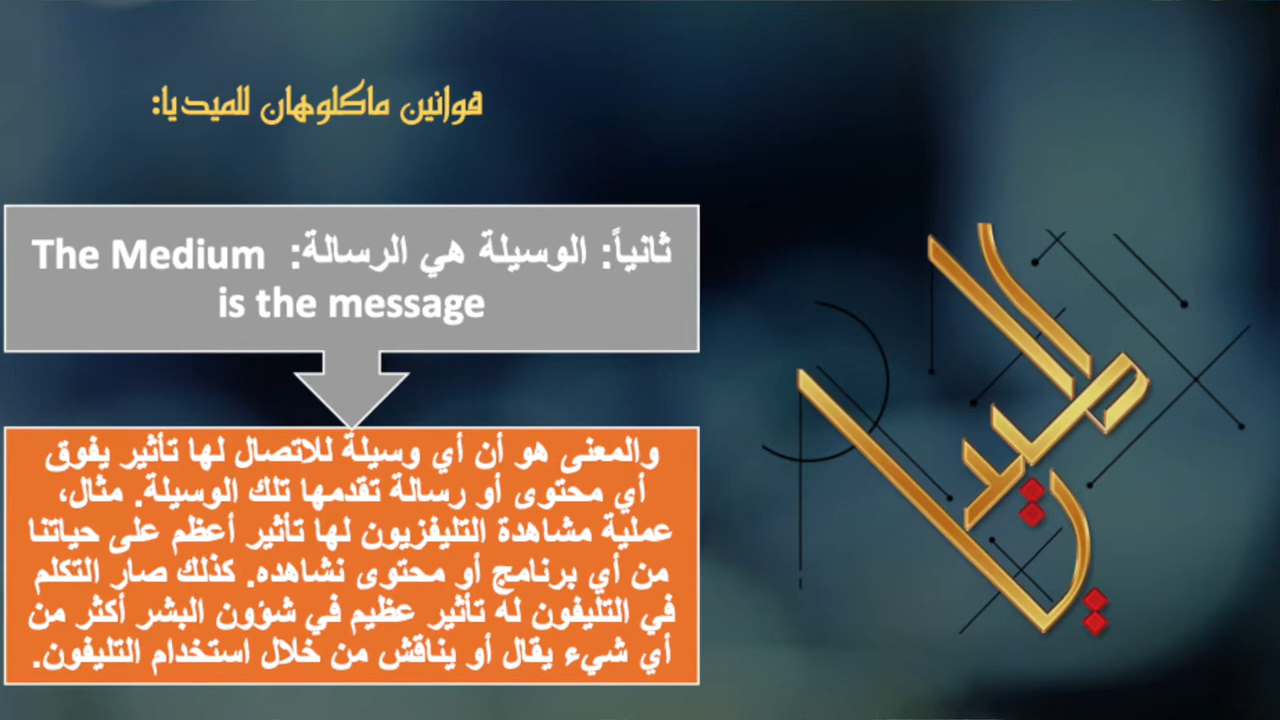 قوانين ماكلوهان للميديا:
ثانياً: الوسيلة هي الرسالة: The Medium
is the message
والمعنى هو أن أي وسيلة للاتصال لها تأثير يفوق
أي محتوى أو رسالة تقدمها تلك الوسيلة. مثال،
عملية مشاهدة التليفزيون لها تأثير أعظم على حياتنا
من أي برنامج أو محتوى نشاهده. كذلك صار التكلم
في التليفون له تأثير عظيم في شؤون البشر أكثر من
أي شيء يقال أو يناقش من خلال استخدام التليفون.
الميديا